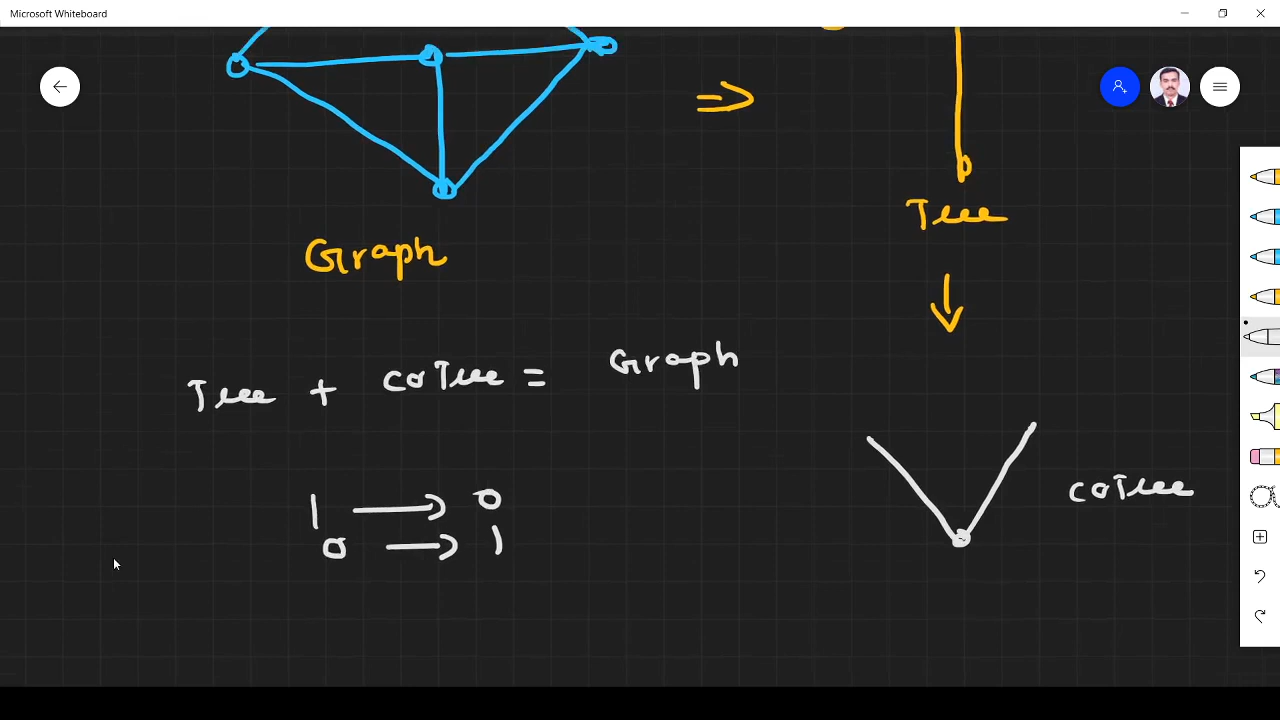 Microsoft Whiteboard
Tree
Graph
Tree + coTree = Graph
coTree
1 → 0
0 → 1